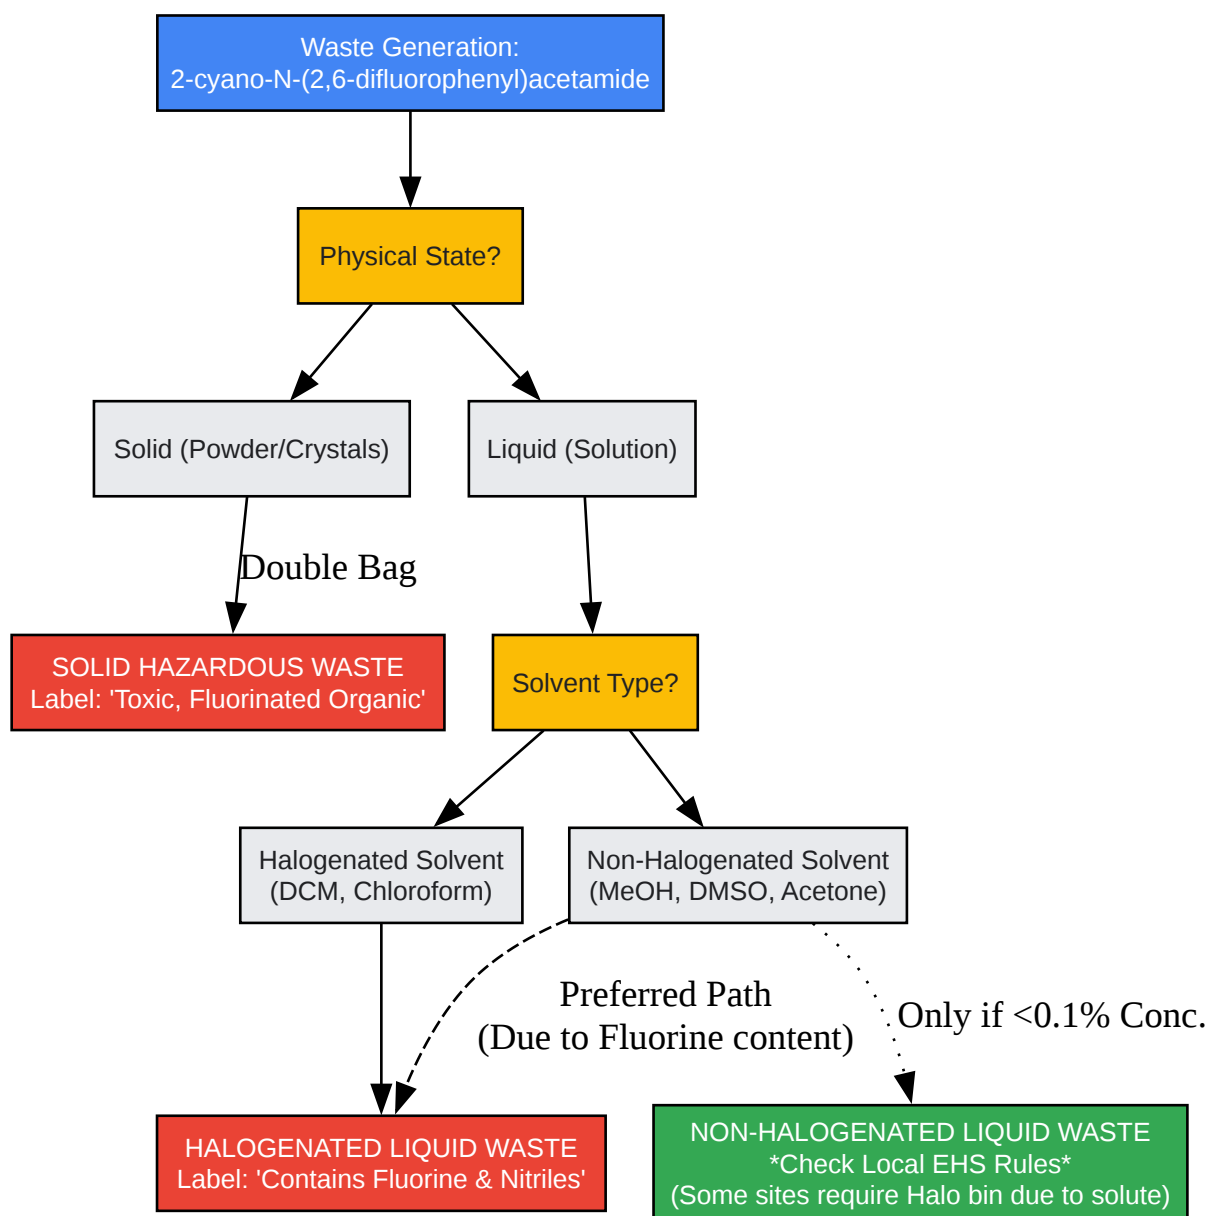 Waste Generation:
2-cyano-N-(2,6-difluorophenyl)acetamide
Physical State?
Solid (Powder/Crystals)
Liquid (Solution)
Double Bag
SOLID HAZARDOUS WASTE
Label: 'Toxic, Fluorinated Organic'
Solvent Type?
Halogenated Solvent
(DCM, Chloroform)
Non-Halogenated Solvent
(MeOH, DMSO, Acetone)
Preferred Path
(Due to Fluorine content)
Only if <0.1% Conc.
HALOGENATED LIQUID WASTE
Label: 'Contains Fluorine & Nitriles'
NON-HALOGENATED LIQUID WASTE
*Check Local EHS Rules*
(Some sites require Halo bin due to solute)